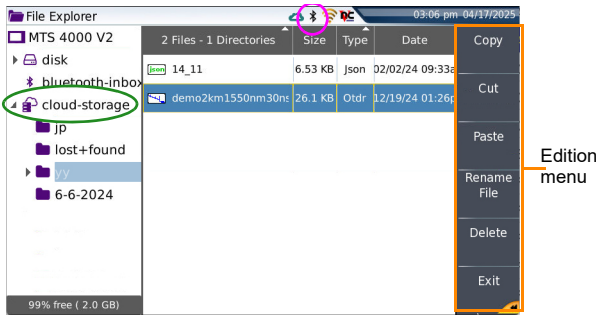 File Explorer
03:06 pm 04/17/2025
MTS 4000 V2
disk
bluetooth-inbox
cloud-storage
jp
lost+found
yy
6-6-2024
99% free ( 2.0 GB)
2 Files - 1 Directories Size Type Date
json 14_11 6.53 KB Json 02/02/24 09:33a
demo2km1550nm30ns 26.1 KB Otdr 12/19/24 01:26p
Copy
Cut
Paste
Rename
File
Delete
Exit
Edition
menu